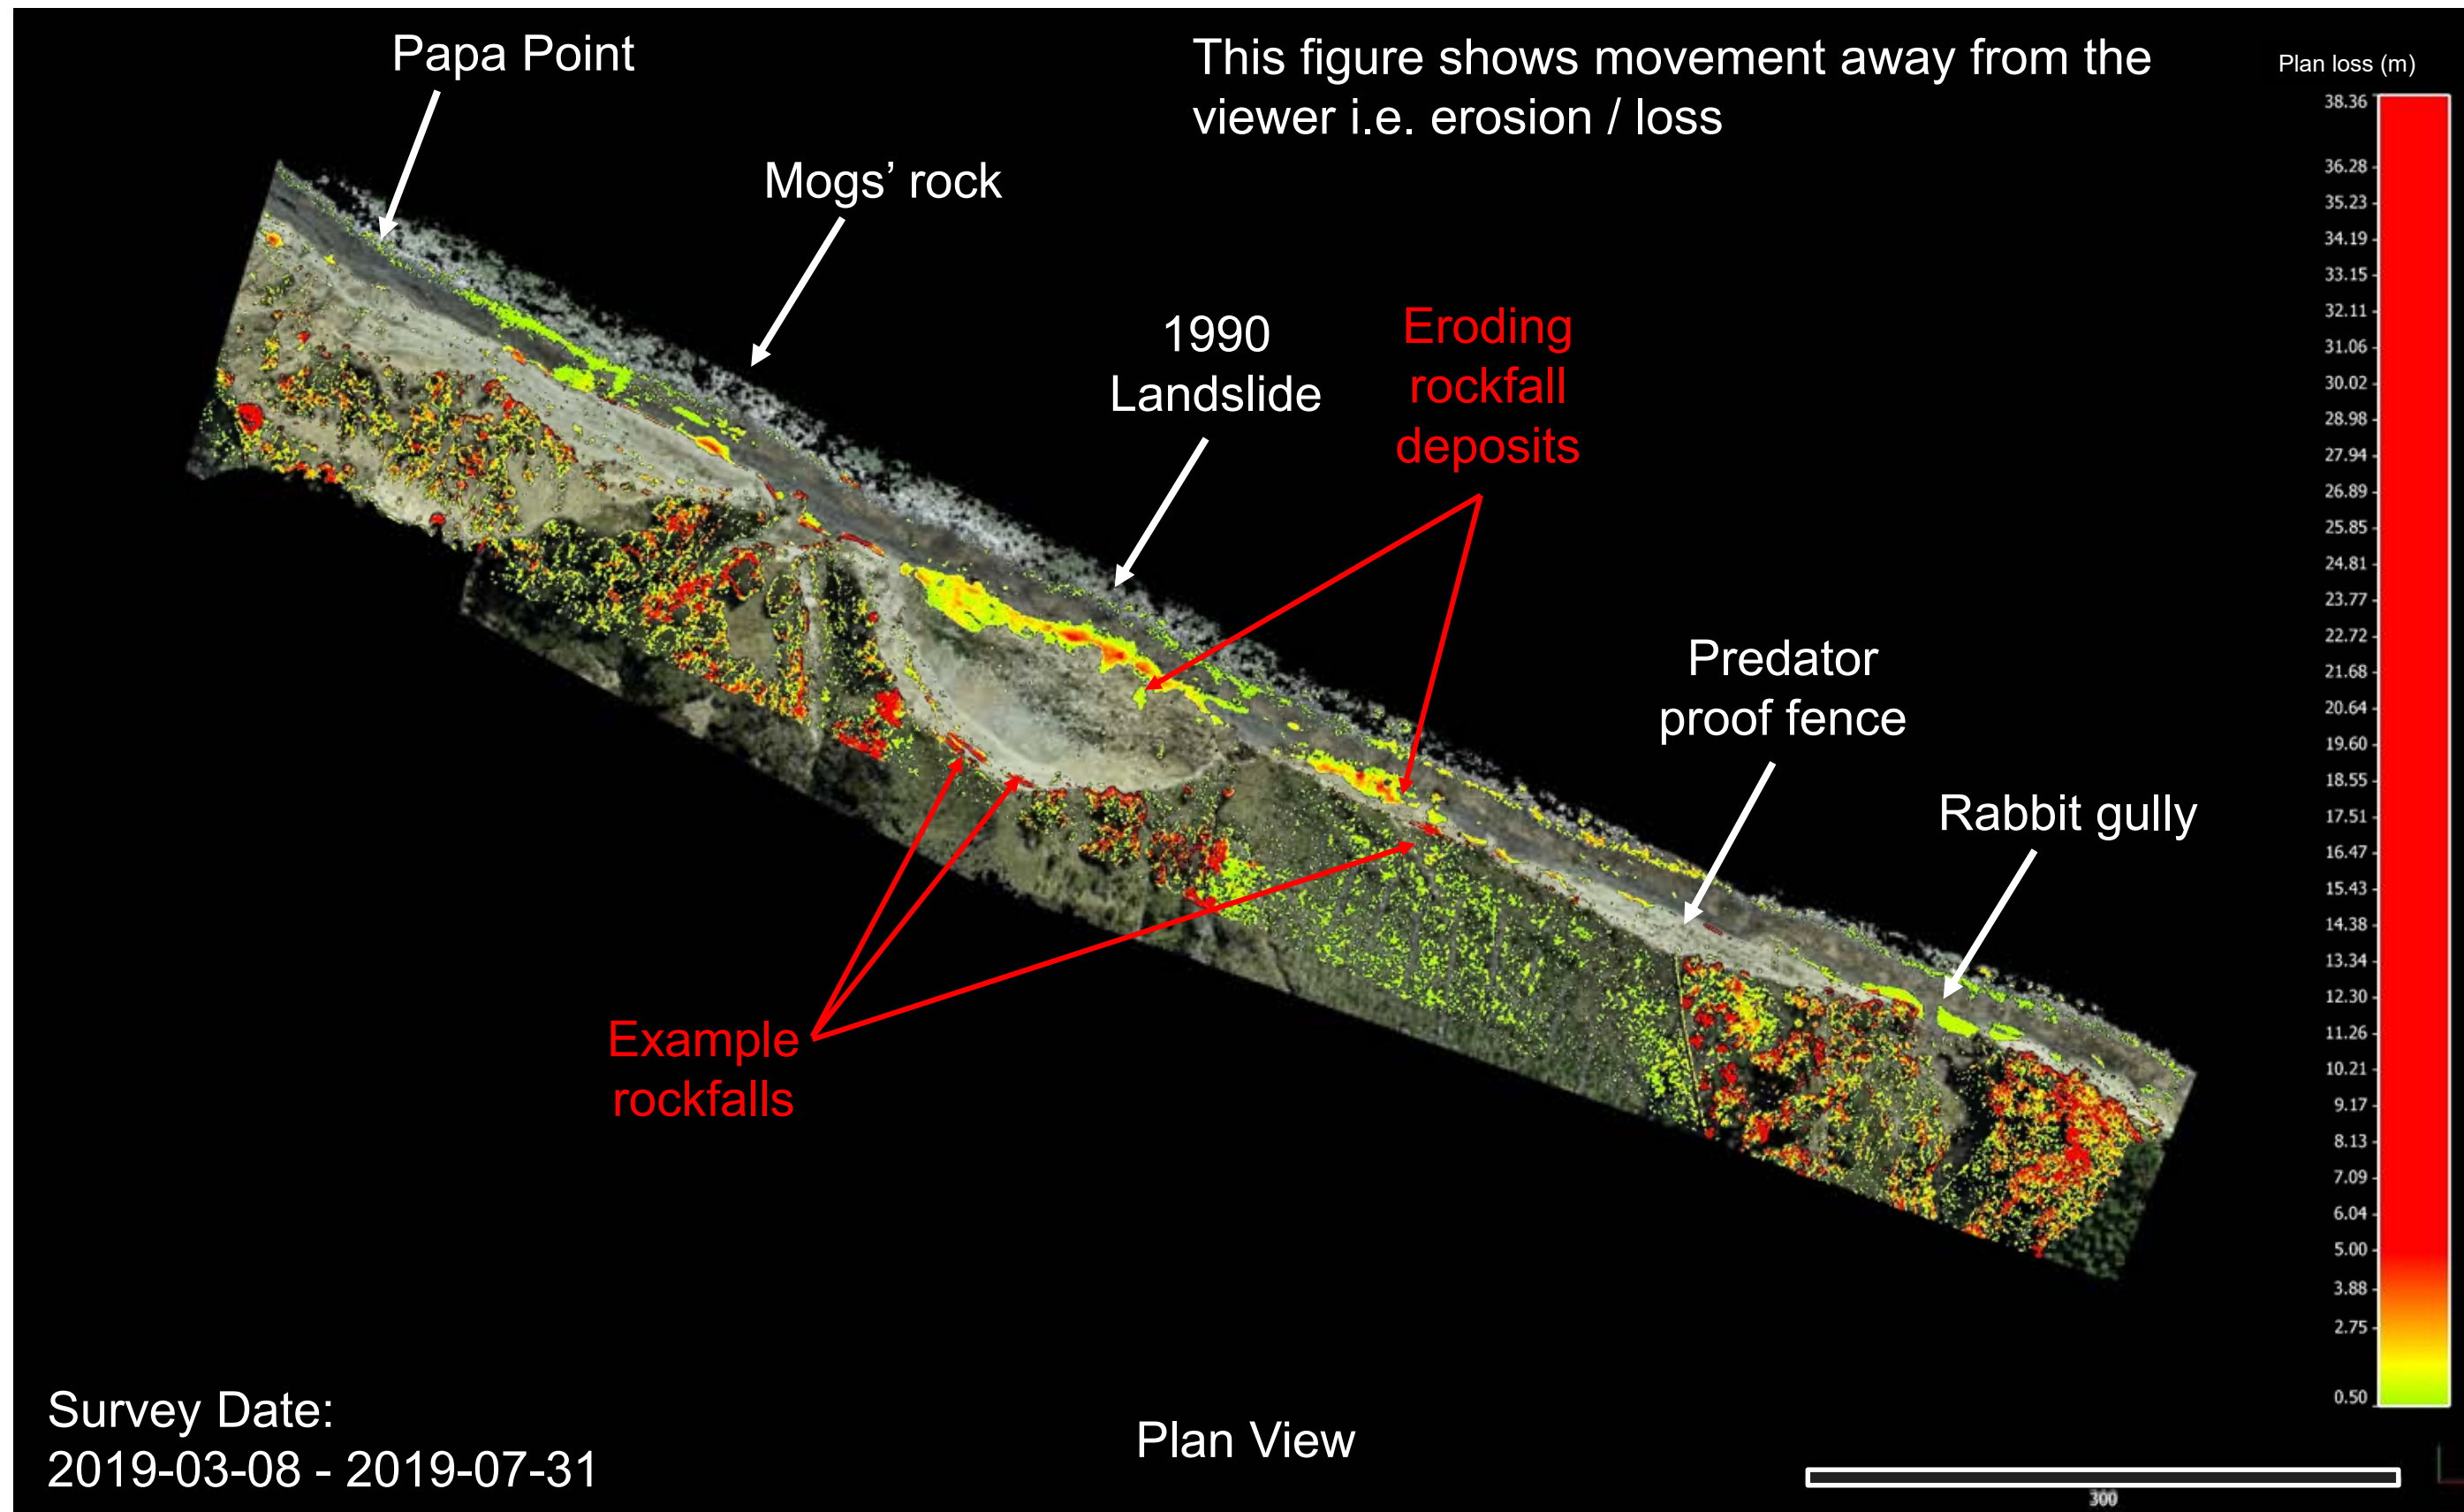 Papa Point
This figure shows movement away from the
viewer i.e. erosion / loss
Plan loss (m)
Mogs’ rock
1990
Landslide
Eroding
rockfall
deposits
Predator
proof fence
Rabbit gully
Example
rockfalls
38.36
36.28
35.23
34.19
33.15
32.11
31.06
30.02
28.98
27.94
26.89
25.85
24.81
23.77
22.72
21.68
20.64
19.60
18.55
17.51
16.47
15.43
14.38
13.34
12.30
11.26
10.21
9.17
8.13
7.09
6.04
5.00
3.88
2.75
0.50
Survey Date:
2019-03-08 - 2019-07-31
Plan View
300